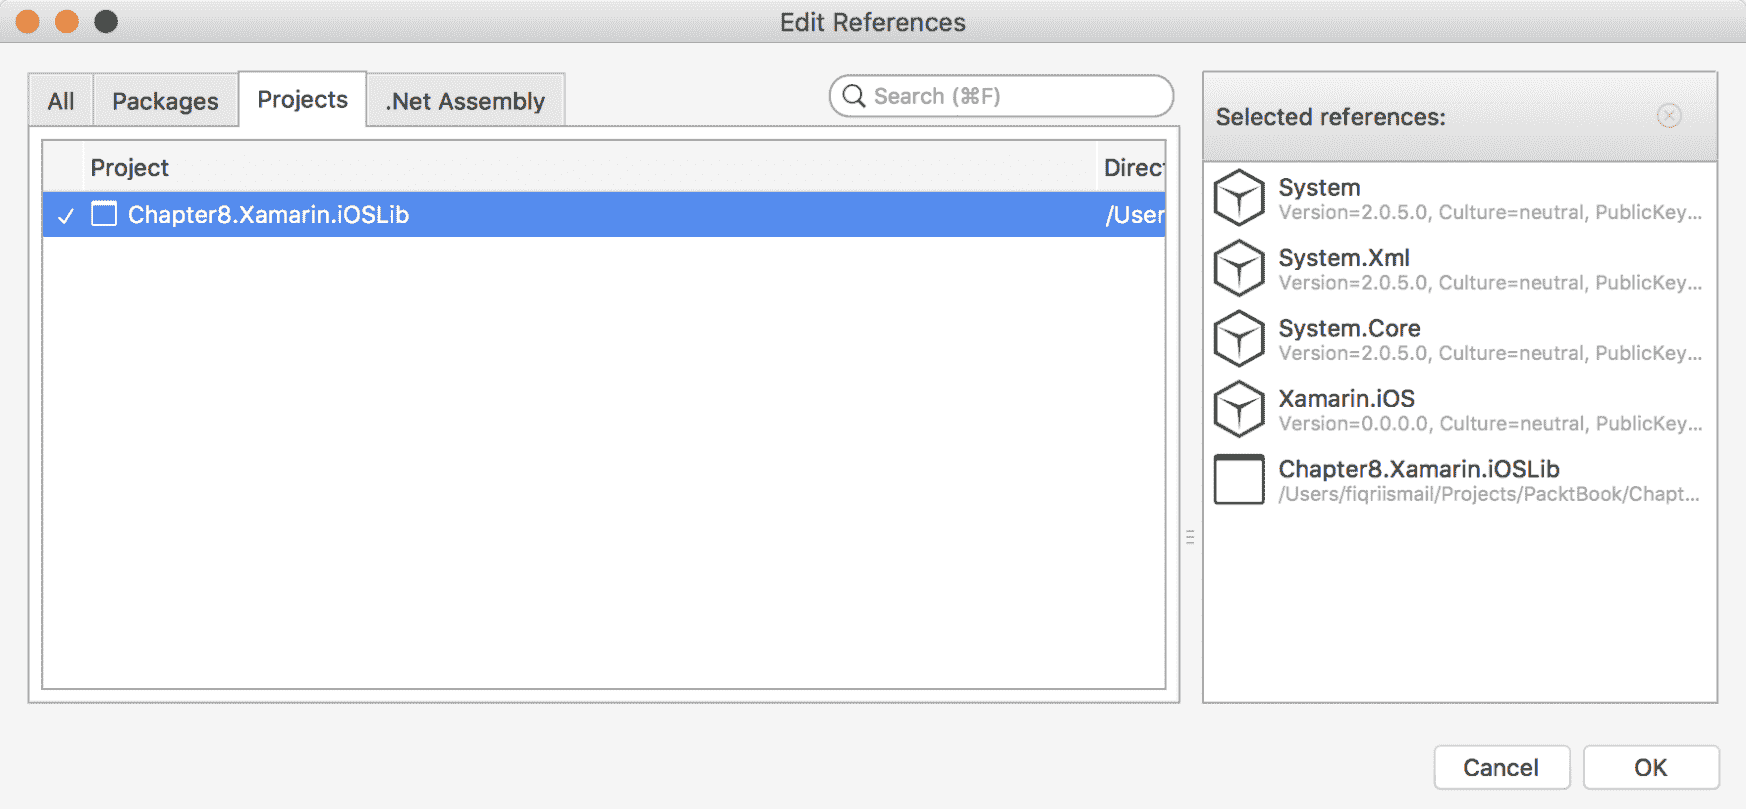 Edit References
All
Packages
Projects
.Net Assembly
Search (⌘F)
Project
Direct
✓ Chapter8.Xamarin.iOSLib
/User
Selected references:
System
Version=2.0.5.0, Culture=neutral, PublicKey...
System.Xml
Version=2.0.5.0, Culture=neutral, PublicKey...
System.Core
Version=2.0.5.0, Culture=neutral, PublicKey...
Xamarin.iOS
Version=0.0.0.0, Culture=neutral, PublicKey...
Chapter8.Xamarin.iOSLib
/Users/fiqriismail/Projects/PacktBook/Chapt...
Cancel
OK